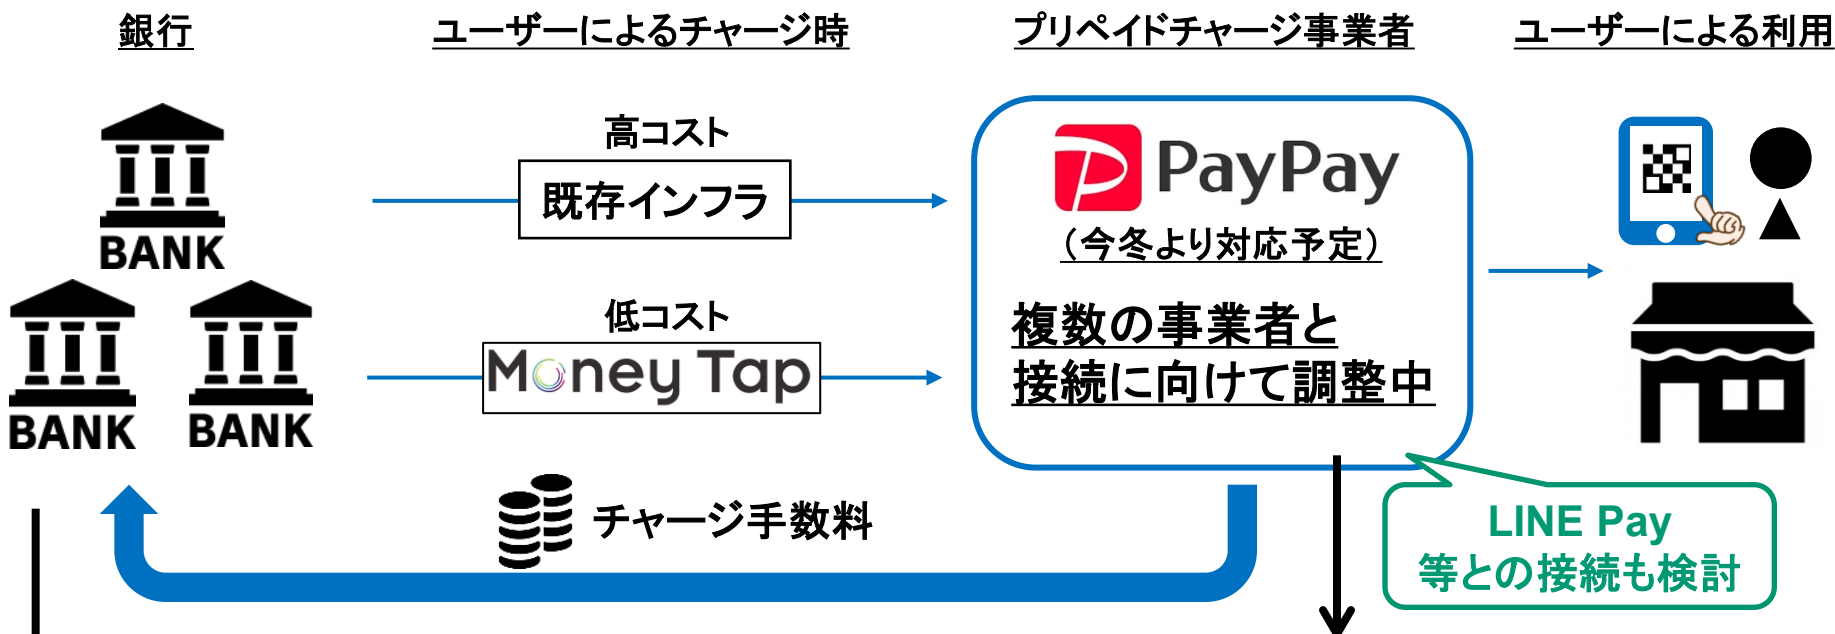 銀行
ユーザーによるチャージ時
プリペイドチャージ事業者
ユーザーによる利用
BANK
BANK
BANK
高コスト
既存インフラ
低コスト
Money Tap
PayPay
（今冬より対応予定）
複数の事業者と
接続に向けて調整中
チャージ手数料
LINE Pay
等との接続も検討